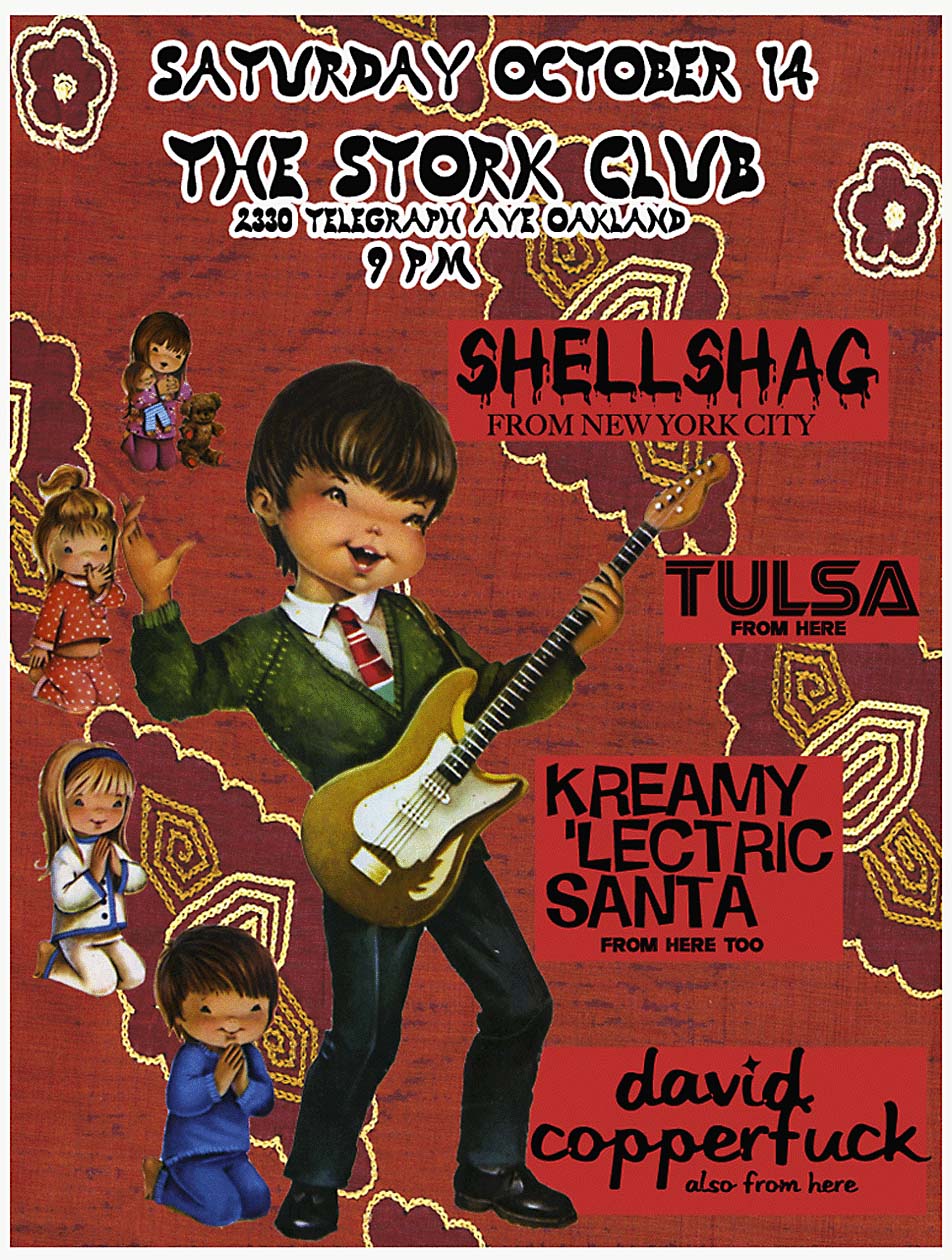 SATURDAY OCTOBER 14
THE STORK CLUB
2330 TELEGRAPH AVE OAKLAND
9 PM
SHELLSHAG
FROM NEW YORK CITY
TULSA
FROM HERE
KREAMY
'LECTRIC
SANTA
FROM HERE TOO
david
copperfuck
also from here